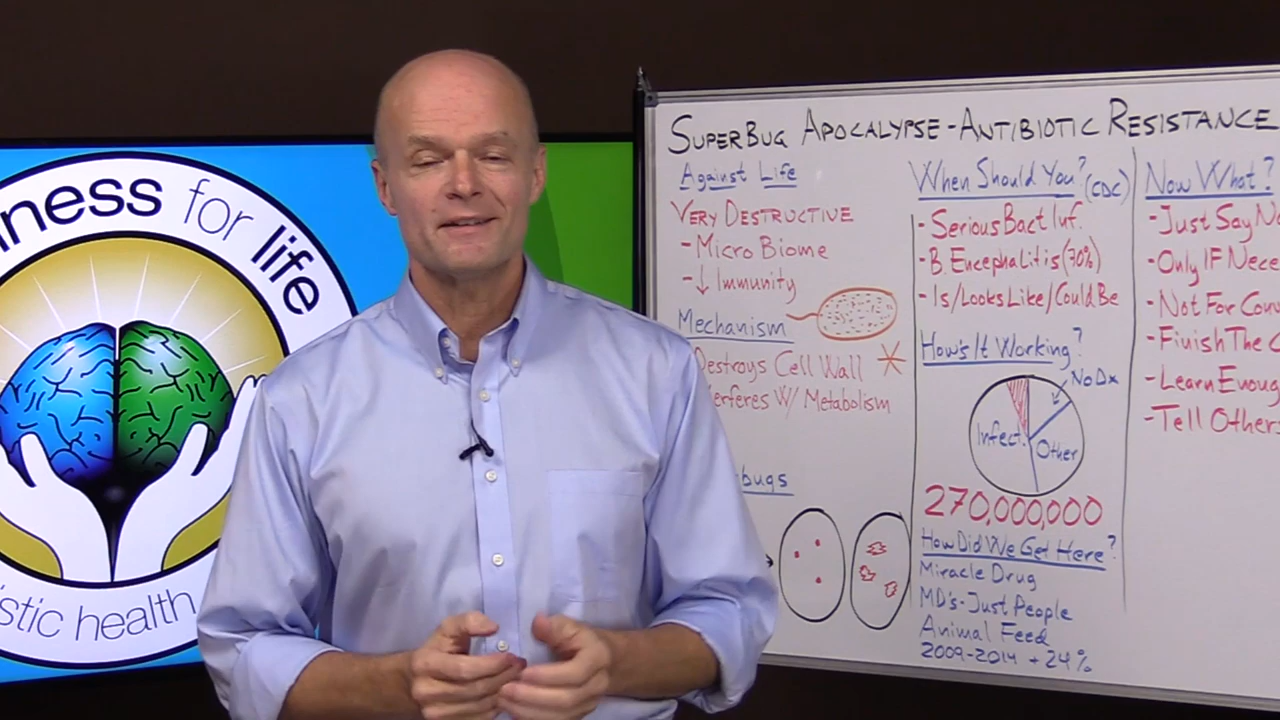 ness for life
stic health
SUPERBUG APOCALYPSE - ANTIBIOTIC RESISTANCE
Against Life
VERY DESTRUCTIVE
- MICRO BIOME
- ↓ Immunity
Mechanism
Destroys Cell Wall
erferes W/ Metabolism
bugs
When Should You? (CDC)
- Serious Bact Inf.
- B. Encephalitis (70%)
- Is/Looks Like/Could Be
How's It Working?
No Dx
Infect.
Other
270,000,000
How Did We Get Here?
Miracle Drug
MD's - Just People
Animal Feed
2009-2014 + 24%
Now What?
- Just Say N
- Only IF Nece
- Not For Con
- Finish The C
- Learn Enoug
- Tell Others